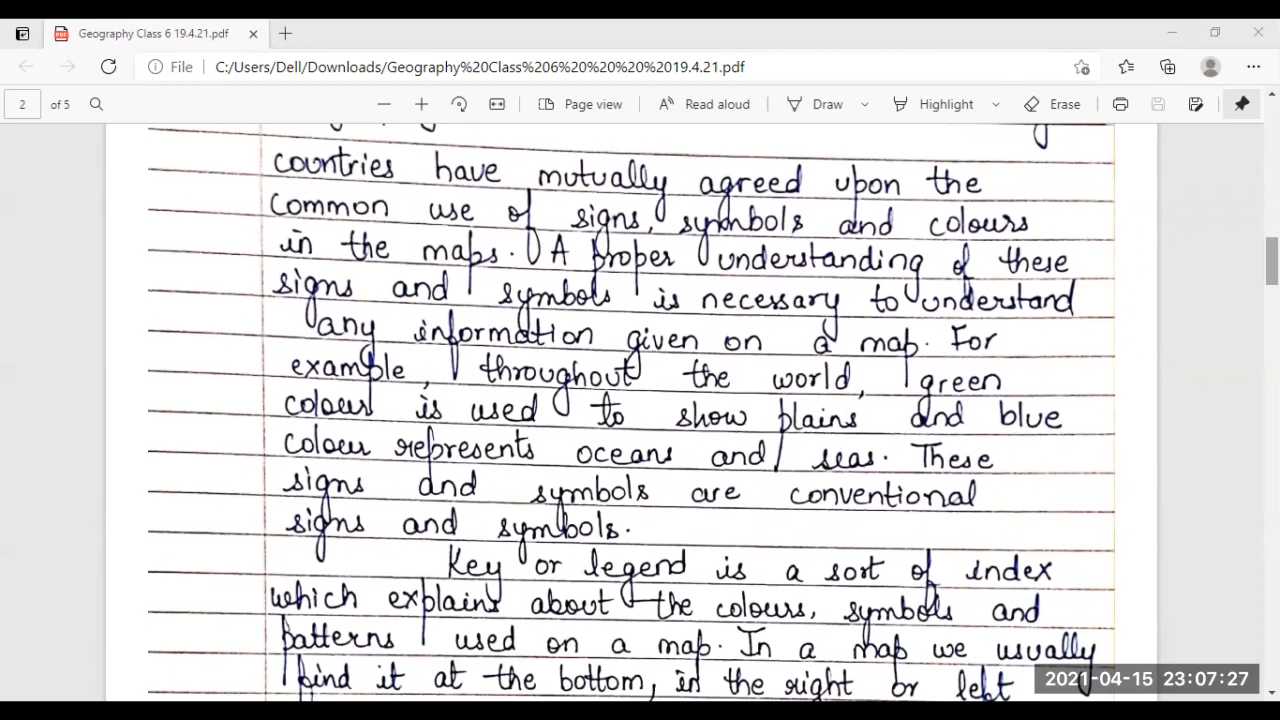 Geography Class 6 19.4.21.pdf
File C:/Users/Dell/Downloads/Geography%20Class%206%20%20%20%2019.4.21.pdf
2 of 5 Page view Read aloud Draw Highlight Erase
countries have mutually agreed upon the
common use of signs, symbols and colours
in the maps. A proper understanding of these
signs and symbols is necessary to understand
any information given on a map. For
example, throughout the world, green
colour is used to show plains and blue
colour represents oceans and seas. These
signs and symbols are conventional
signs and symbols.
Key or legend is a sort of index
which explains about the colours, symbols and
patterns used on a map. In a map we usually
find it at the bottom, in the right or left
2021-04-15 23:07:27